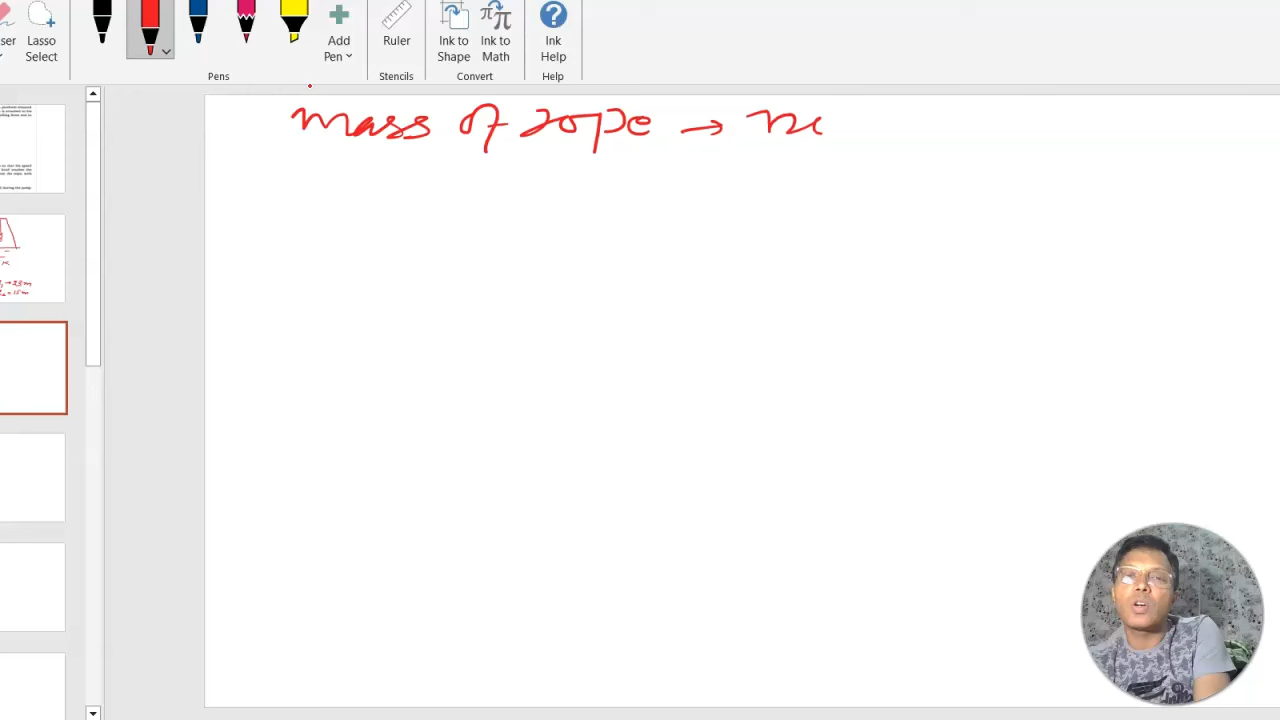 Lasso
Select
Add
Pen
Ruler
Ink to
Shape
Ink to
Math
Ink
Help
Pens
Stencils
Convert
Help
mass of rope →